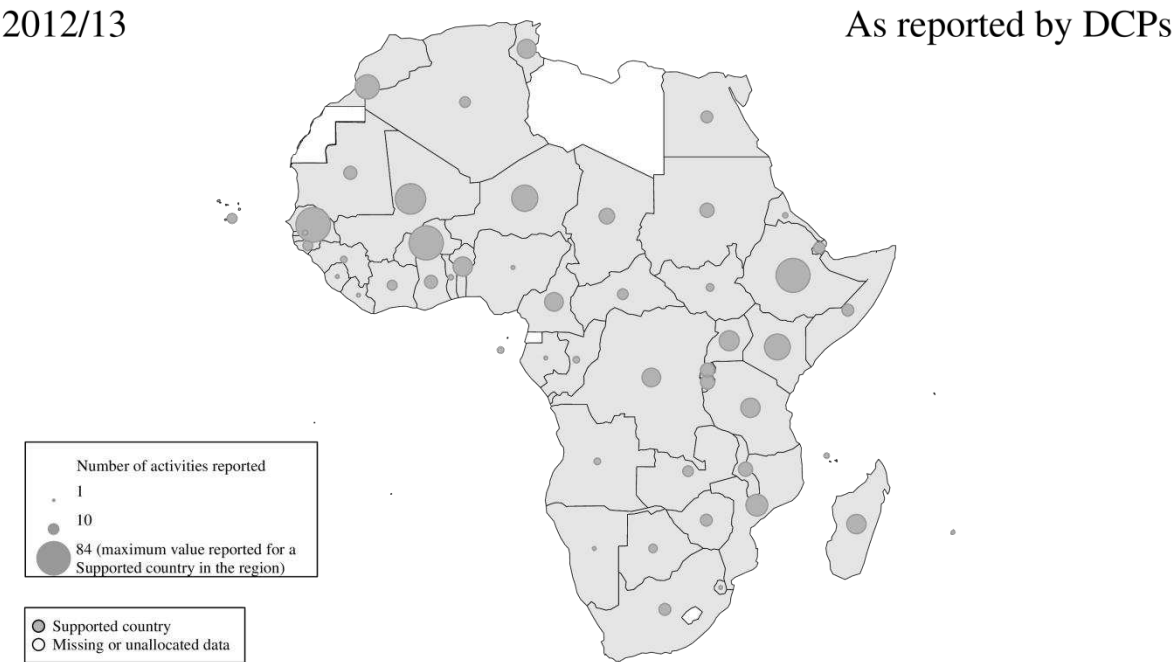 2012/13
As reported by DCPs
Number of activities reported
1
10
84 (maximum value reported for a
Supported country in the region)
Supported country
Missing or unallocated data